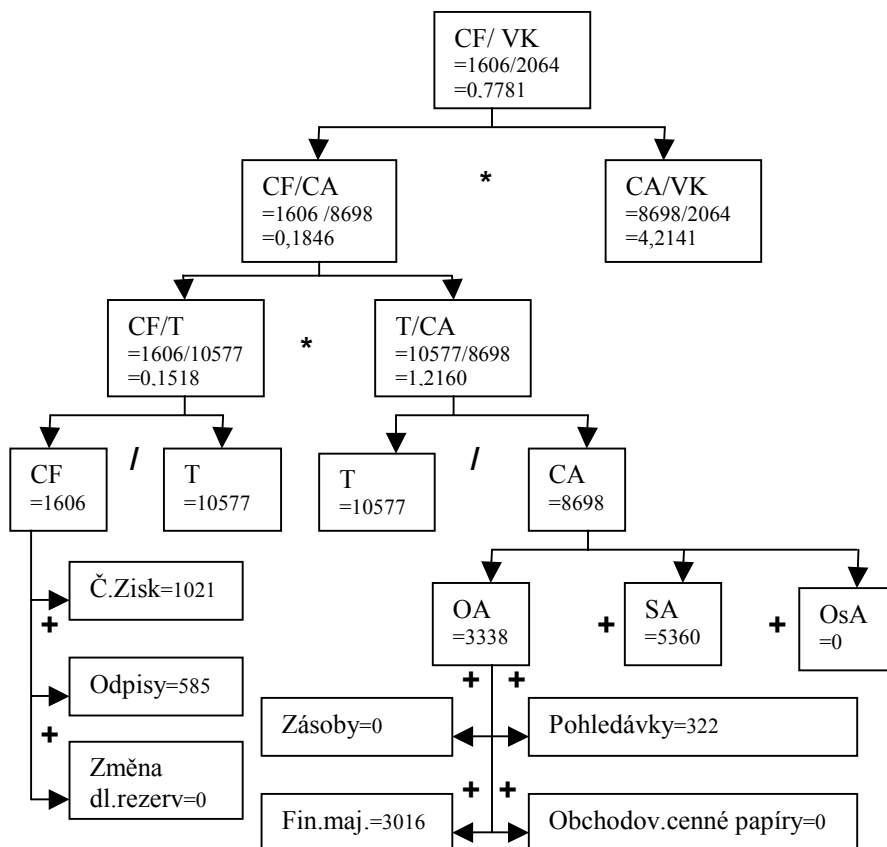 CF/ VK
=1606/2064
=0,7781
CF/CA
=1606 /8698
=0,1846
*
CA/VK
=8698/2064
=4,2141
CF/T
=1606/10577
=0,1518
*
T/CA
=10577/8698
=1,2160
CF
=1606
/
T
=10577
T
=10577
/
CA
=8698
Č.Zisk=1021
+
Odpisy=585
+
Změna
dl.rezerv=0
OA
=3338
+
SA
=5360
+
OsA
=0
+ +
Zásoby=0
Pohledávky=322
+ +
Fin.maj.=3016
Obchodov.cenné papíry=0